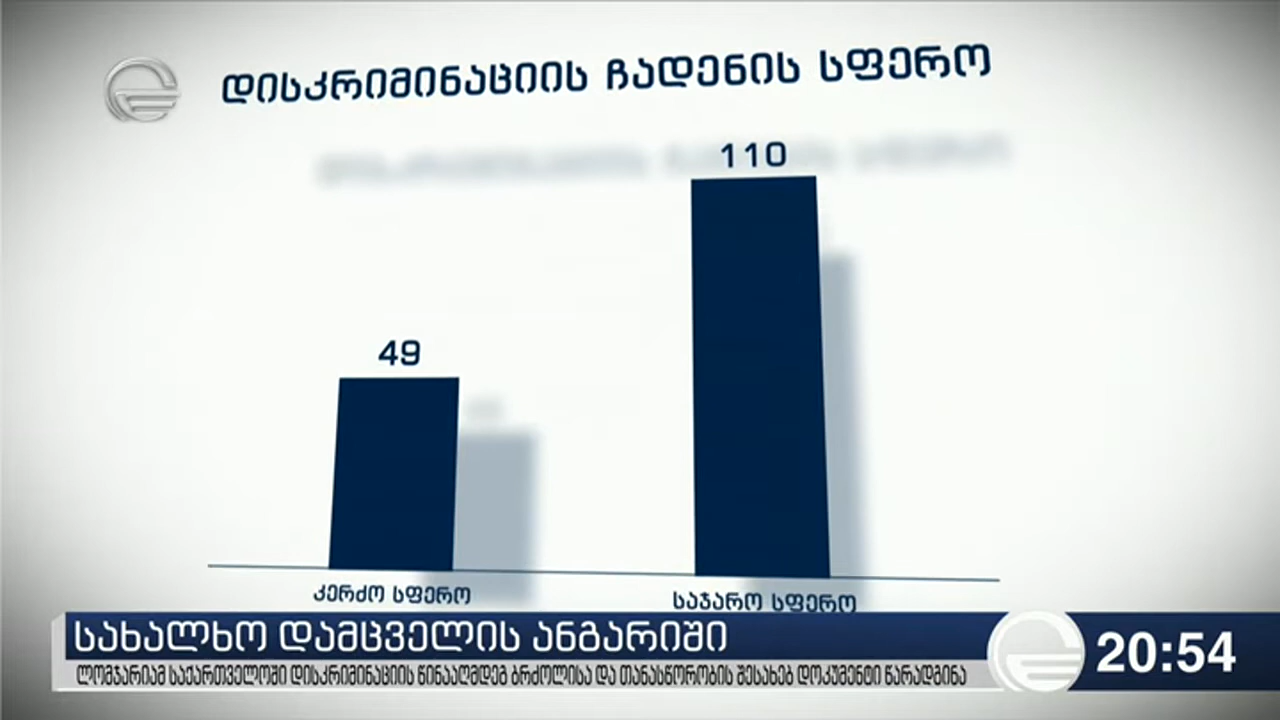 დისკრიმინაციის ჩადენის სფერო
110
49
კერძო სფერო
საჯარო სფერო
სახალხო დამცველის ანგარიში
20:54
ლომჯარიამ საქართველოში დისკრიმინაციის წინააღმდეგ ბრძოლისა და თანასწორობის შესახებ დოკუმენტი წარადგინა